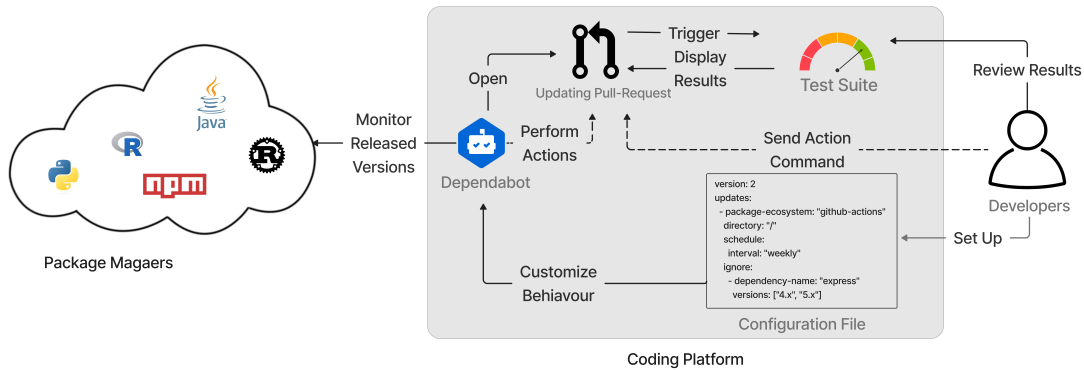 Java
R
R
npm
Package Magaers
Monitor
Released
Versions
Open
Dependabot
Perform
Actions
Updating Pull-Request
Trigger
Display
Results
Test Suite
Review Results
Send Action
Command
Developers
Set Up
version: 2
updates:
- package-ecosystem: "github-actions"
directory: "/"
schedule:
interval: "weekly"
ignore:
- dependency-name: "express"
versions: ["4.x", "5.x"]
Configuration File
Customize
Behiavour
Coding Platform